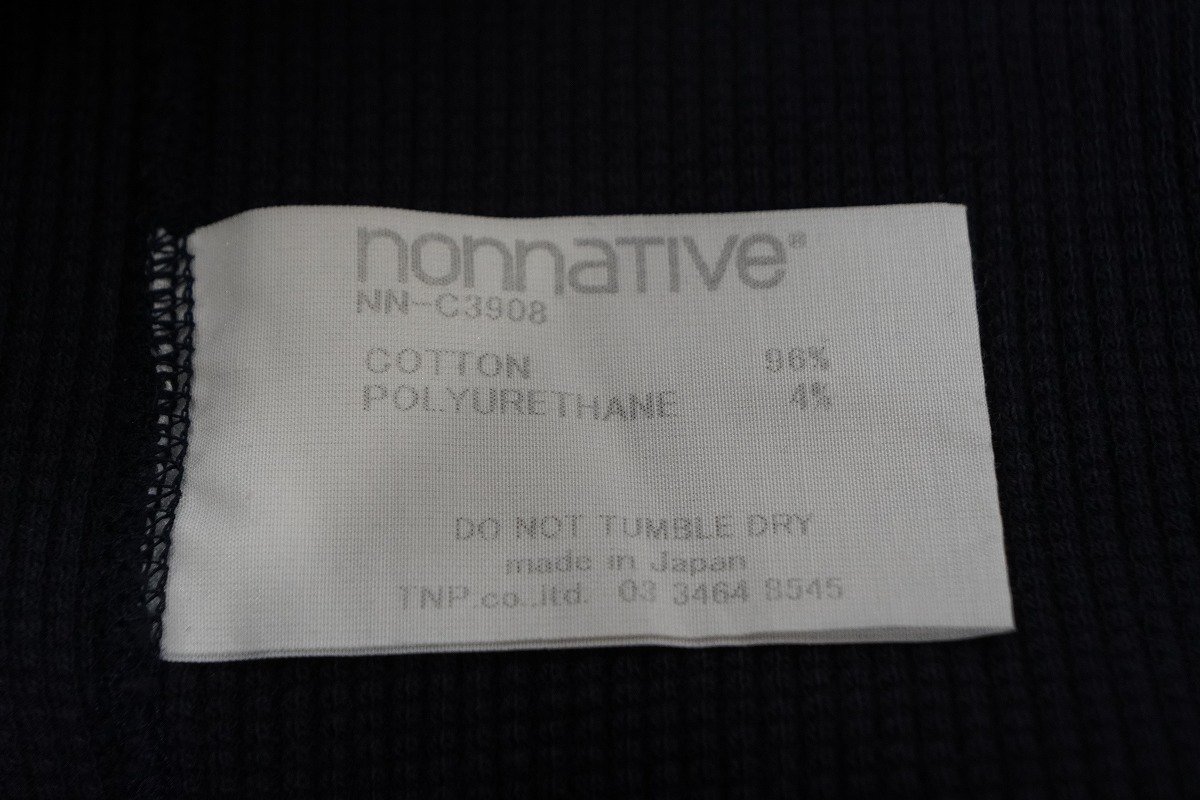 nonnaTIVe®
NN-C3908
COTTON 96%
POLYURETHANE 4%
DO NOT TUMBLE DRY
made in Japan
TNP.co.,ltd. 03 3464 8545